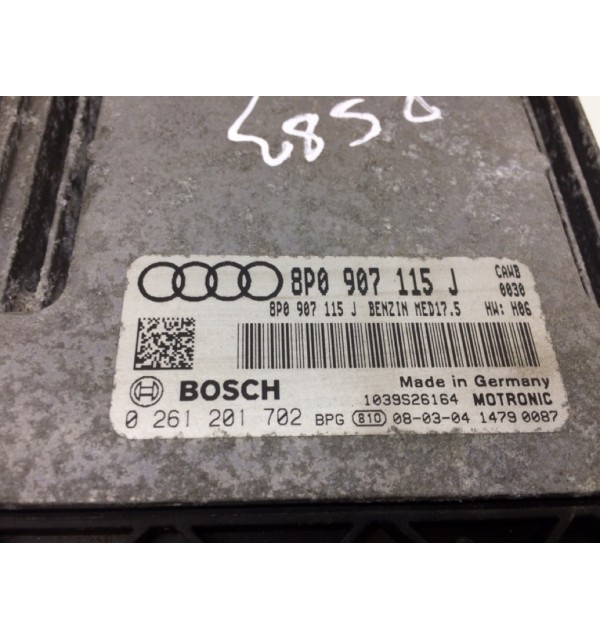 8P0 907 115 J CAWB
0030
8P0 907 115 J BENZIN MED17.5 HW: H06
BOSCH
Made in Germany
1039S26164 MOTRONIC
0 261 201 702 BPG 810 08-03-04 1479 0087